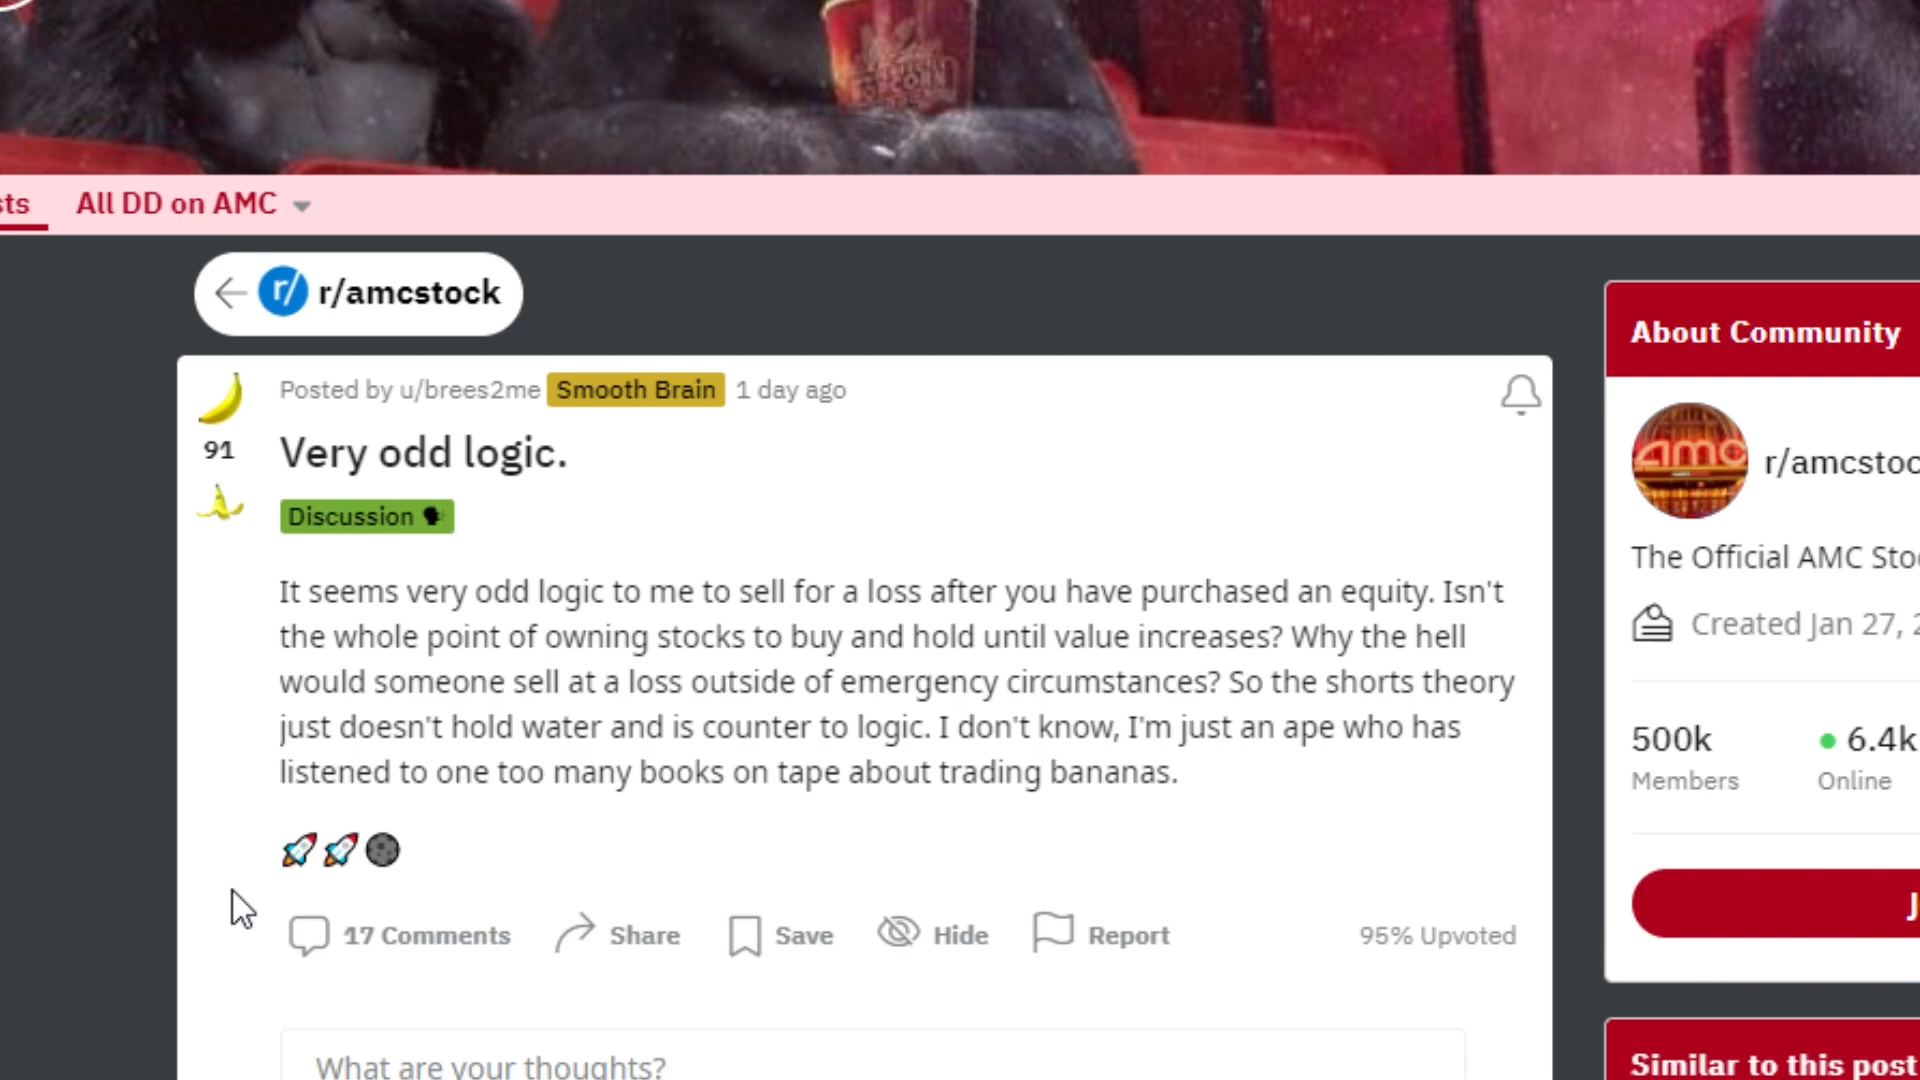 All DD on AMC
r/ r/amcstock
About Community
Posted by u/brees2me Smooth Brain 1 day ago
91
Very odd logic.
Discussion
It seems very odd logic to me to sell for a loss after you have purchased an equity. Isn't
the whole point of owning stocks to buy and hold until value increases? Why the hell
would someone sell at a loss outside of emergency circumstances? So the shorts theory
just doesn't hold water and is counter to logic. I don't know, I'm just an ape who has
listened to one too many books on tape about trading bananas.
17 Comments Share Save Hide Report 95% Upvoted
What are your thoughts?
amc
The Official AMC
Created Jan 27,
500k 6.4k
Members Online
Similar to this post